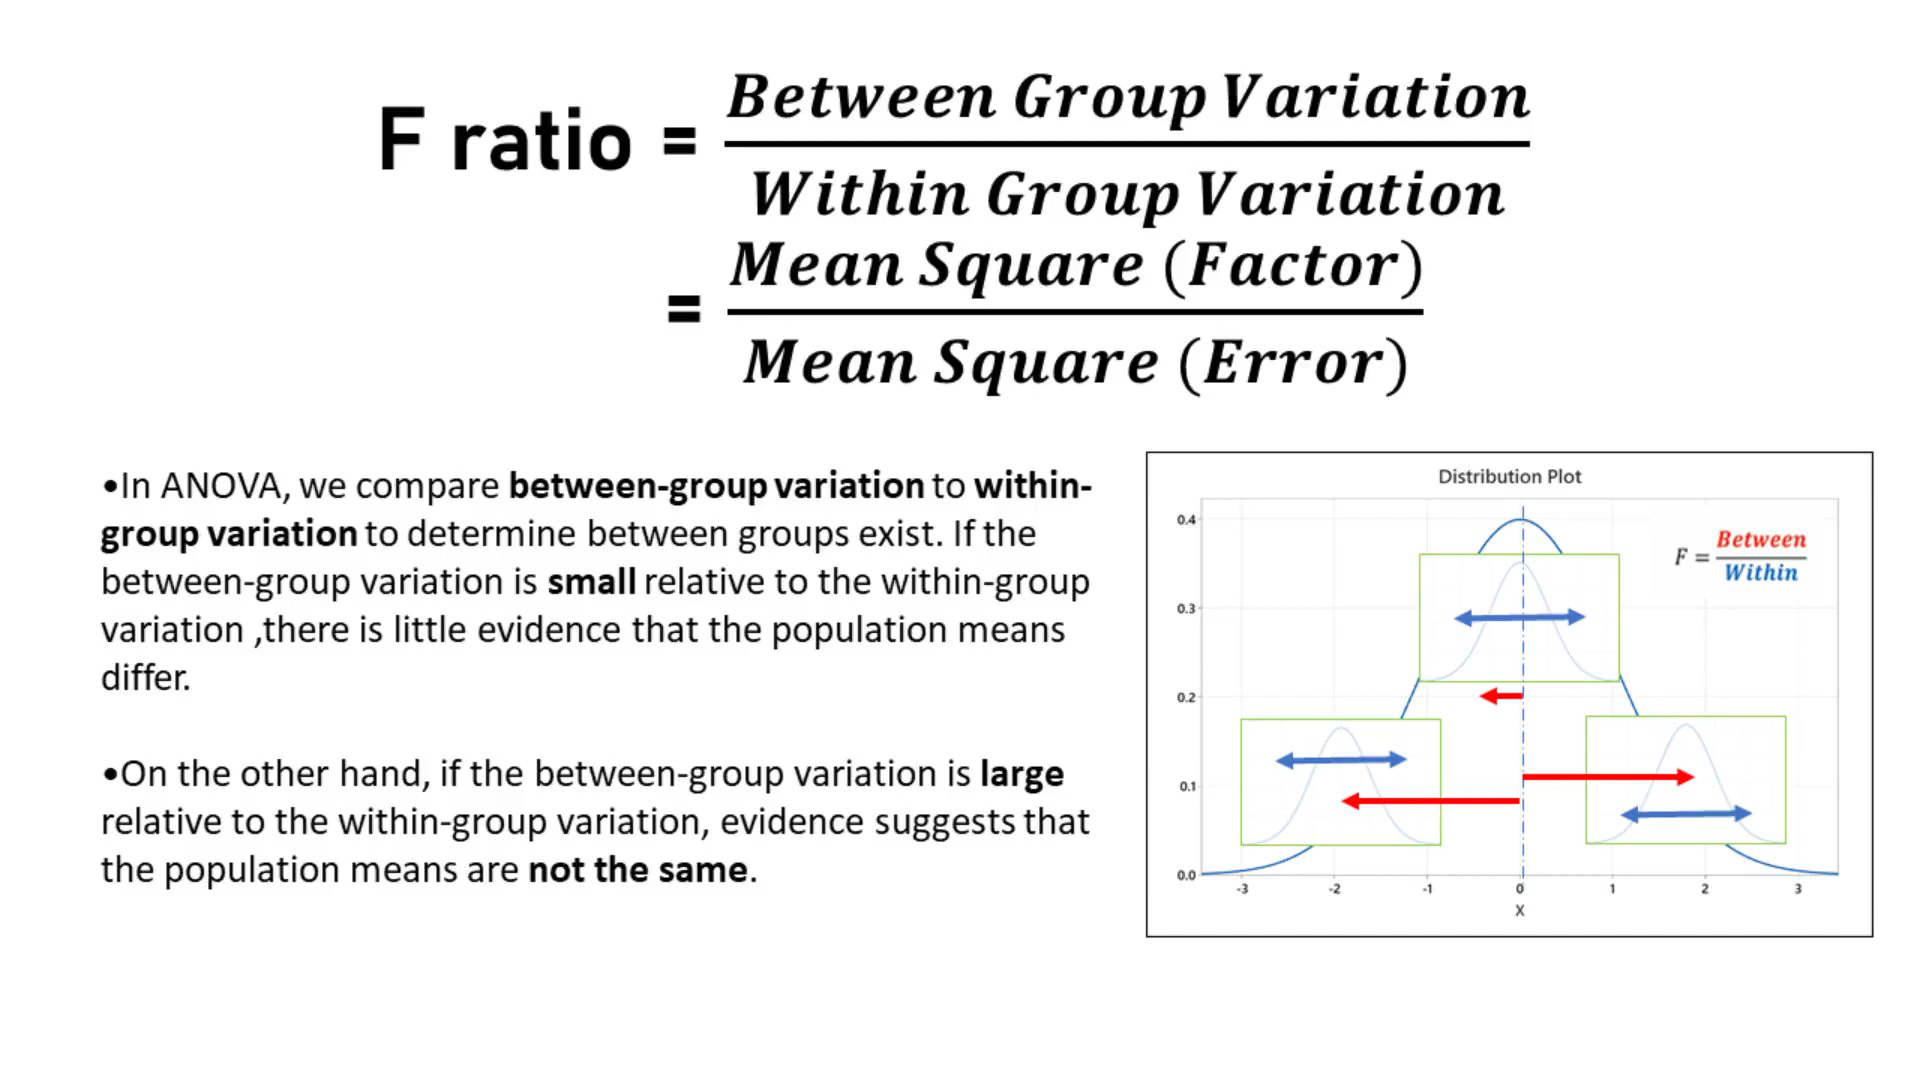 F ratio = Between Group Variation
Within Group Variation
= Mean Square (Factor)
Mean Square (Error)
•In ANOVA, we compare between-group variation to within-
group variation to determine between groups exist. If the
between-group variation is small relative to the within-group
variation ,there is little evidence that the population means
differ.
•On the other hand, if the between-group variation is large
relative to the within-group variation, evidence suggests that
the population means are not the same.
Distribution Plot
F = Between
Within
0.4
0.3
0.2
0.1
0.0
-3 -2 -1 0 1 2 3
X